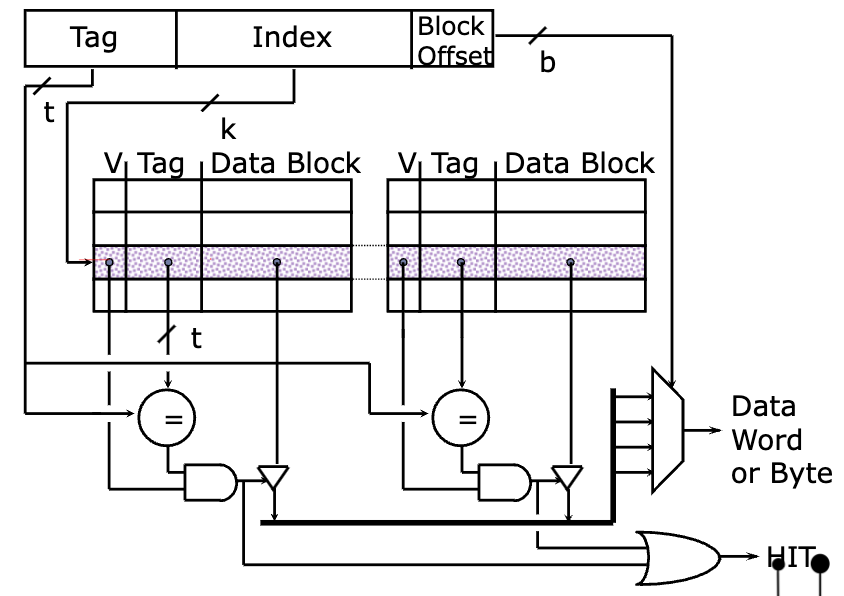 Tag
Index
Block
Offset
b
t
k
V
Tag
Data Block
V
Tag
Data Block
t
=
=
Data
Word
or Byte
HIT